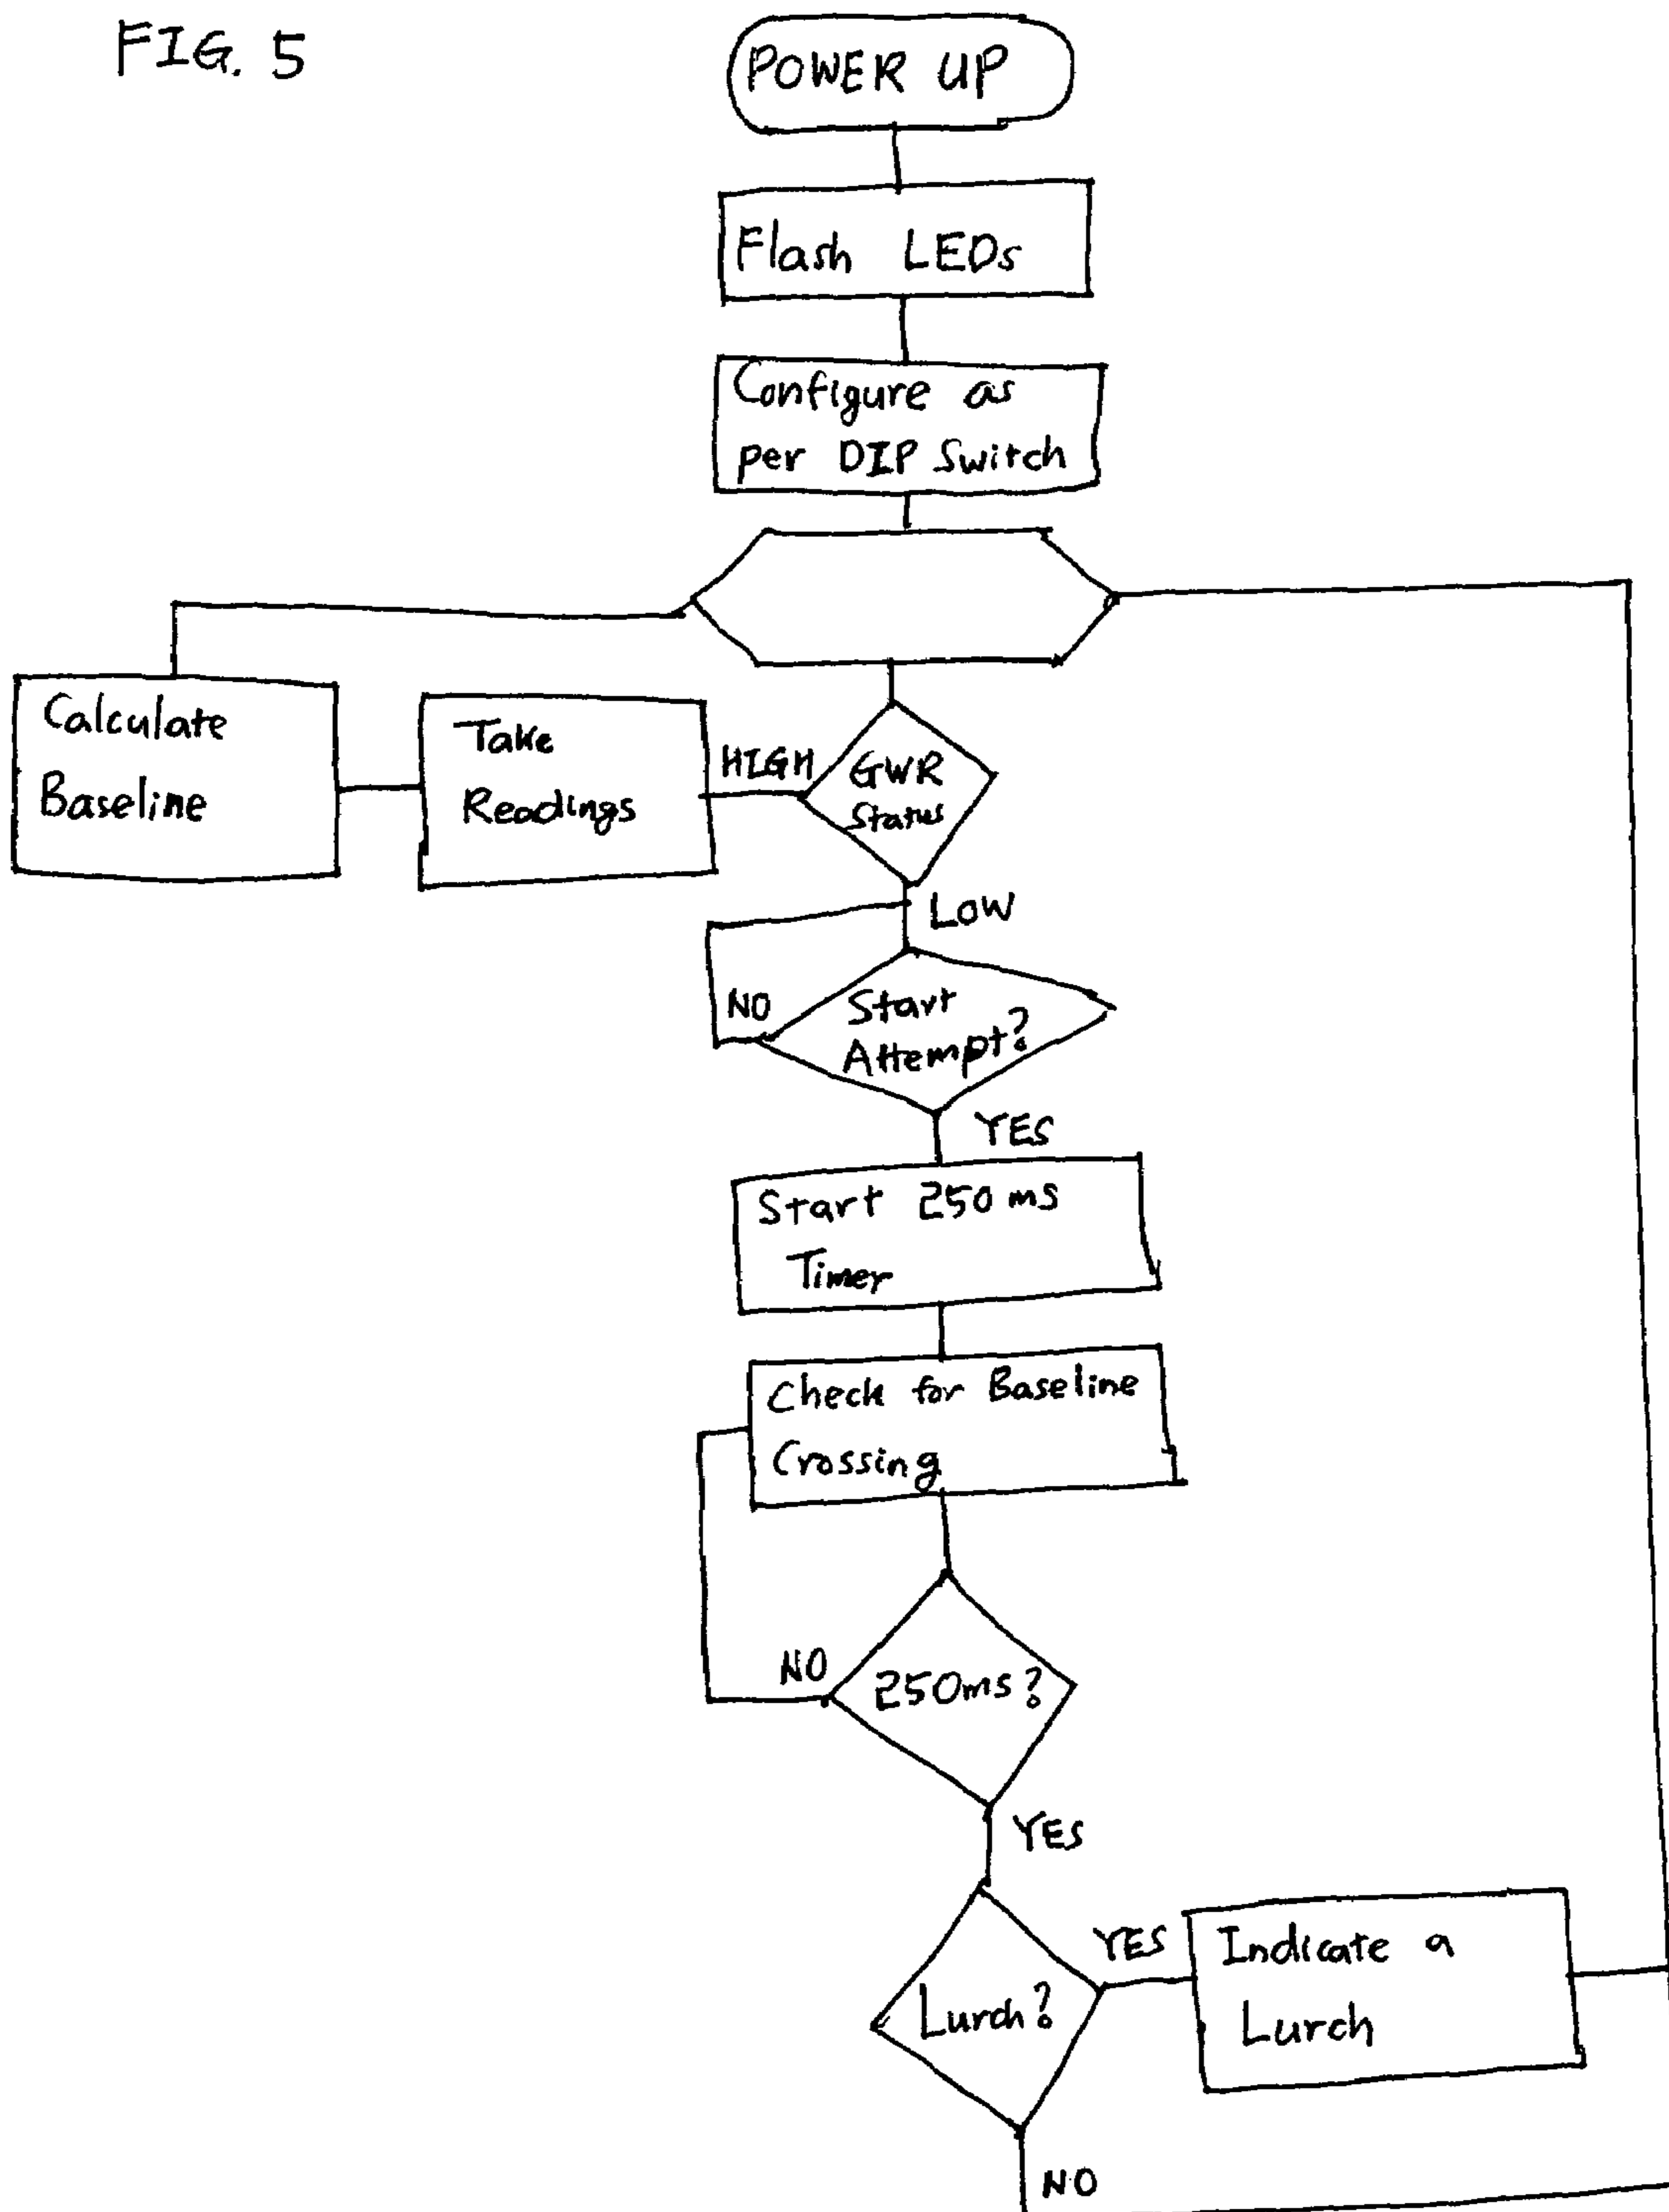 FIG. 5
POWER UP
Flash LEDs
Configure as
per DIP Switch
Calculate
Baseline
Take
Readings
HIGH
GWR
Status
LOW
NO
Start
Attempt?
YES
Start 250 ms
Timer
Check for Baseline
Crossing
NO
250ms?
YES
Lurch?
YES
Indicate a
Lurch
NO